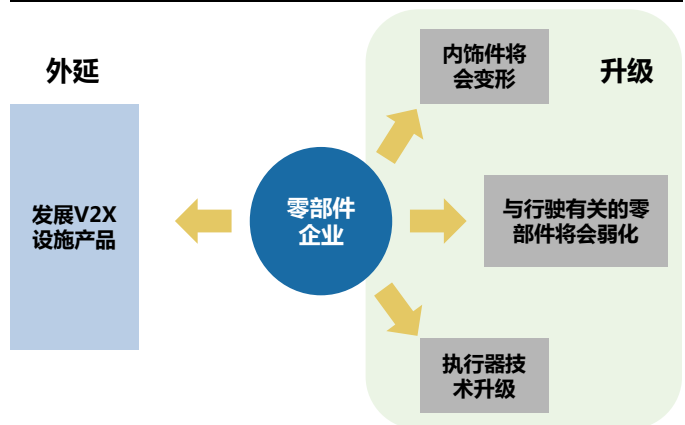 外延
升级
内饰件将
会变形
发展V2X
设施产品
零部件
企业
与行驶有关的零
部件将会弱化
执行器技
术升级